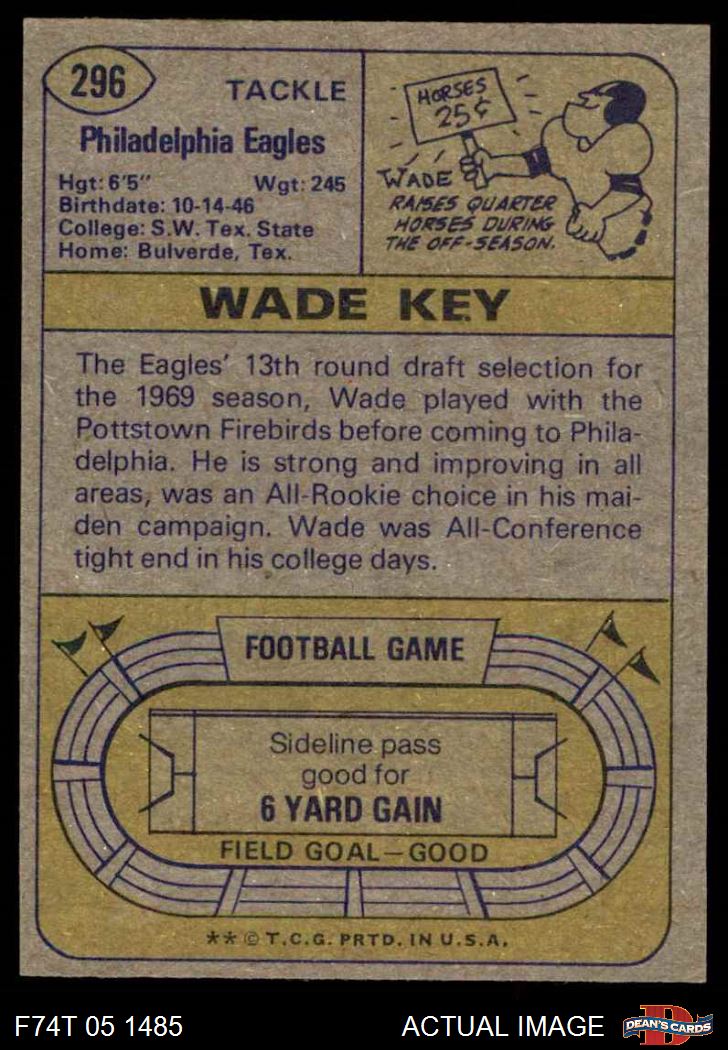 296
TACKLE
Philadelphia Eagles
Hgt: 6'5" Wgt: 245
Birthdate: 10-14-46
College: S.W. Tex. State
Home: Bulverde, Tex.
HORSES
25¢
WADE
RAISES QUARTER
HORSES DURING
THE OFF-SEASON.
WADE KEY
The Eagles' 13th round draft selection for
the 1969 season, Wade played with the
Pottstown Firebirds before coming to Phila-
delphia. He is strong and improving in all
areas, was an All-Rookie choice in his mai-
den campaign. Wade was All-Conference
tight end in his college days.
FOOTBALL GAME
Sideline pass
good for
6 YARD GAIN
FIELD GOAL—GOOD
** © T.C.G. PRTD. IN U.S.A.
F74T 05 1485
ACTUAL IMAGE
D
DEAN'S CARDS